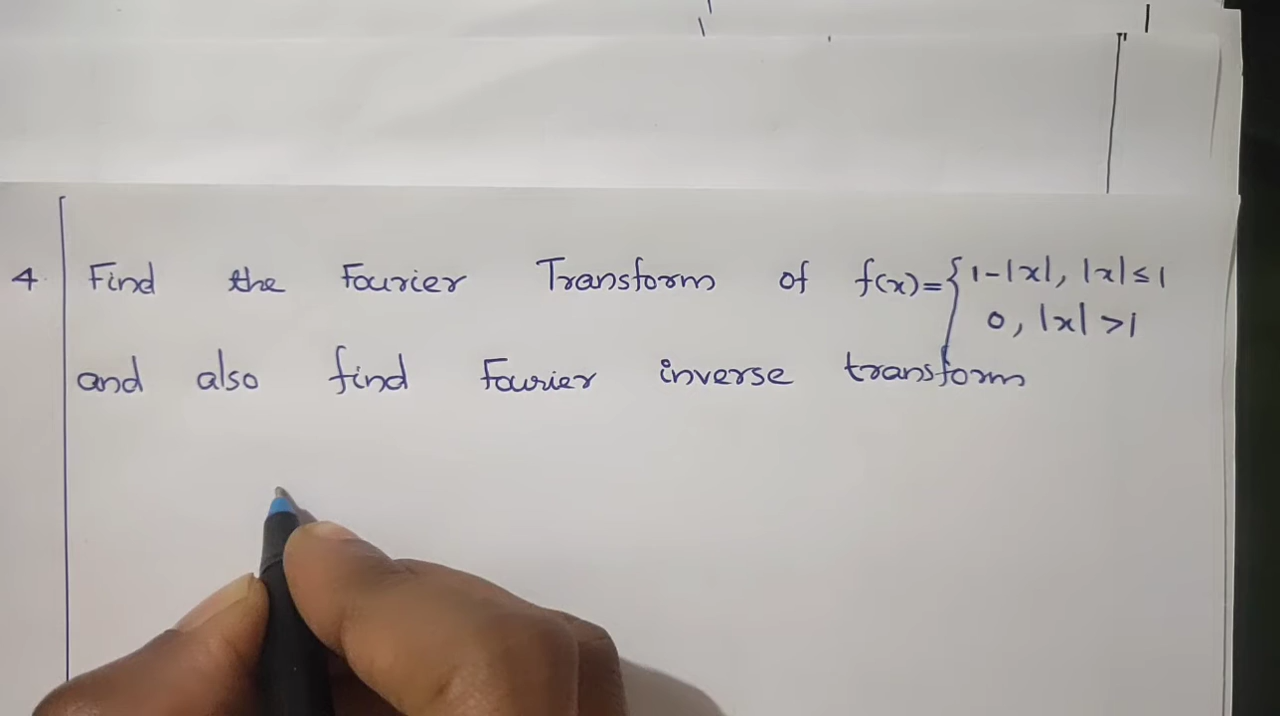 4. Find the Fourier Transform of f(x)={1-|x|, |x|≤1
0, |x|>1
and also find Fourier inverse transform